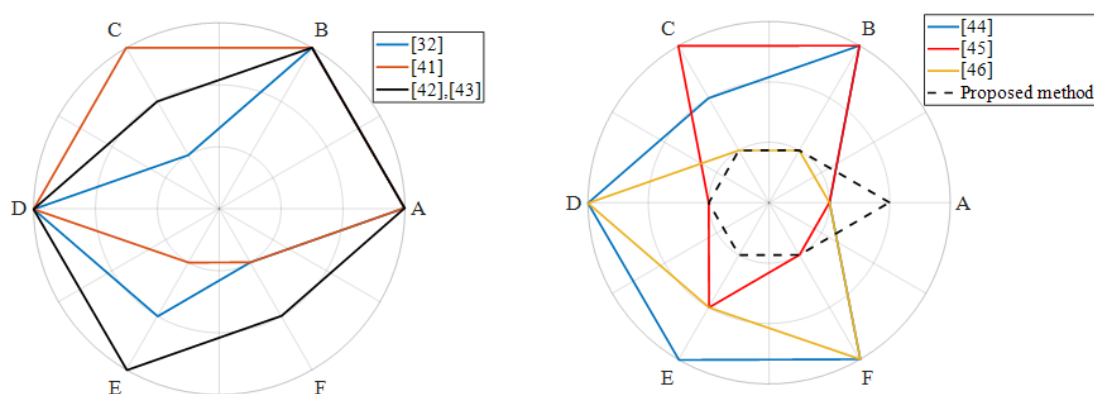 C
B
[32]
[41]
[42],[43]
D
A
E
F
C
B
[44]
[45]
[46]
Proposed method
D
A
E
F